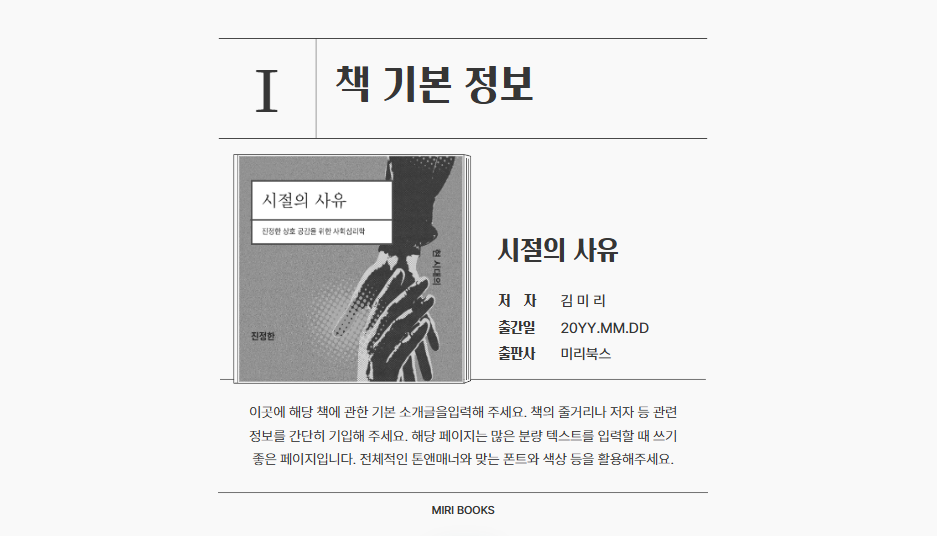 I
책 기본 정보
시절의 사유
진정한 상호 공감을 위한 사회심리학
현 시대의
진정한
시절의 사유
저 자 김 미 리
출간일 20YY.MM.DD
출판사 미리북스
이곳에 해당 책에 관한 기본 소개글을입력해 주세요. 책의 줄거리나 저자 등 관련
정보를 간단히 기입해 주세요. 해당 페이지는 많은 분량 텍스트를 입력할 때 쓰기
좋은 페이지입니다. 전체적인 톤앤매너와 맞는 폰트와 색상 등을 활용해주세요.
MIRI BOOKS